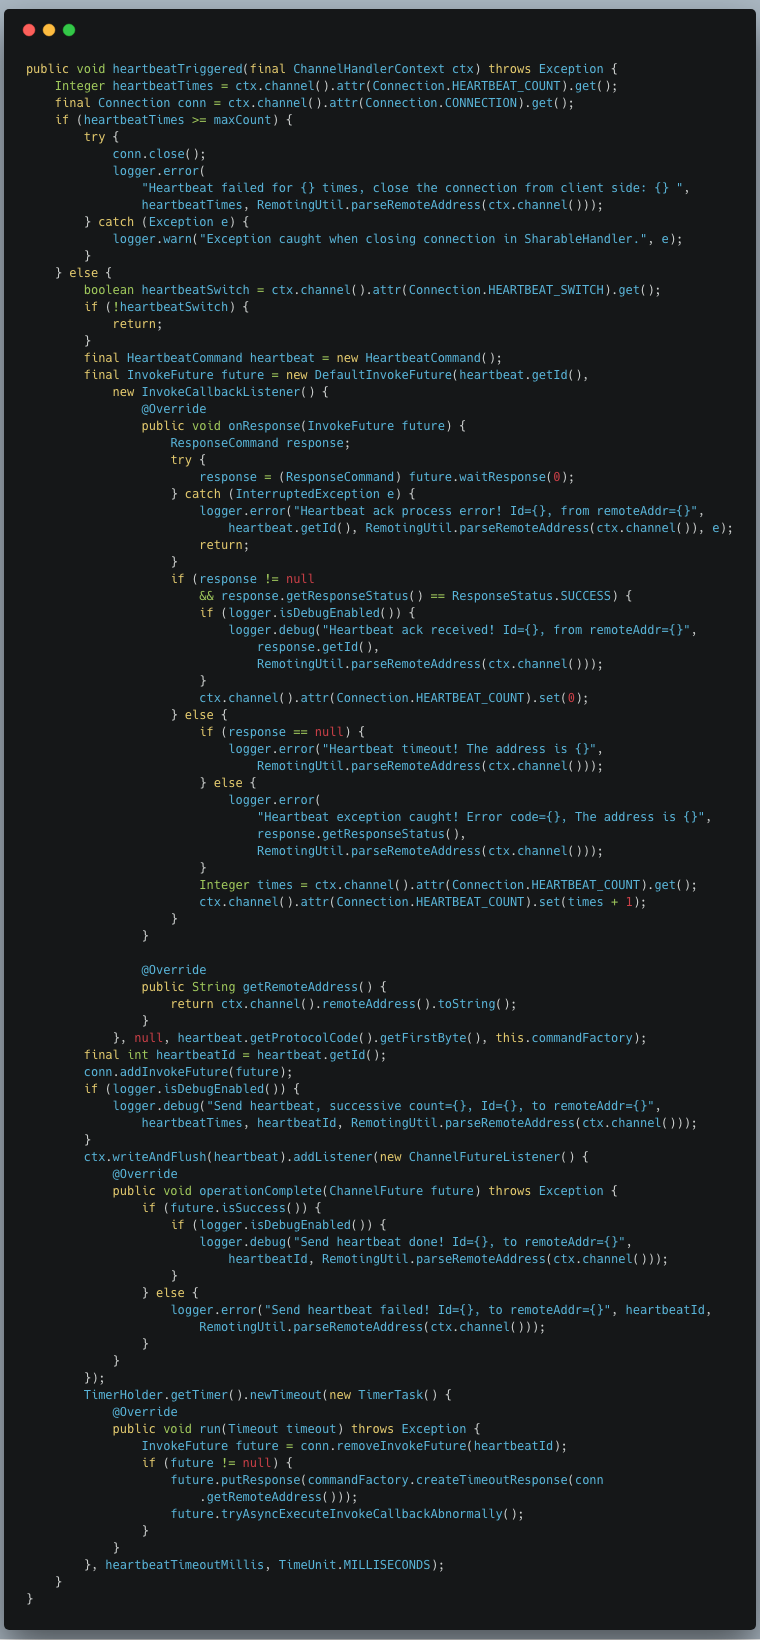 public void heartbeatTriggered(final ChannelHandlerContext ctx) throws Exception {
    Integer heartbeatTimes = ctx.channel().attr(Connection.HEARTBEAT_COUNT).get();
    final Connection conn = ctx.channel().attr(Connection.CONNECTION).get();
    if (heartbeatTimes >= maxCount) {
        try {
            conn.close();
            logger.error(
                "Heartbeat failed for {} times, close the connection from client side: {} ",
                heartbeatTimes, RemotingUtil.parseRemoteAddress(ctx.channel()));
        } catch (Exception e) {
            logger.warn("Exception caught when closing connection in SharableHandler.", e);
        }
    } else {
        boolean heartbeatSwitch = ctx.channel().attr(Connection.HEARTBEAT_SWITCH).get();
        if (!heartbeatSwitch) {
            return;
        }
        final HeartbeatCommand heartbeat = new HeartbeatCommand();
        final InvokeFuture future = new DefaultInvokeFuture(heartbeat.getId(),
            new InvokeCallbackListener() {
                @Override
                public void onResponse(InvokeFuture future) {
                    ResponseCommand response;
                    try {
                        response = (ResponseCommand) future.waitResponse(0);
                    } catch (InterruptedException e) {
                        logger.error("Heartbeat ack process error! Id={}, from remoteAddr={}",
                            heartbeat.getId(), RemotingUtil.parseRemoteAddress(ctx.channel()), e);
                        return;
                    }
                    if (response != null
                        && response.getResponseStatus() == ResponseStatus.SUCCESS) {
                        if (logger.isDebugEnabled()) {
                            logger.debug("Heartbeat ack received! Id={}, from remoteAddr={}",
                                response.getId(),
                                RemotingUtil.parseRemoteAddress(ctx.channel()));
                        }
                        ctx.channel().attr(Connection.HEARTBEAT_COUNT).set(0);
                    } else {
                        if (response == null) {
                            logger.error("Heartbeat timeout! The address is {}",
                                RemotingUtil.parseRemoteAddress(ctx.channel()));
                        } else {
                            logger.error(
                                "Heartbeat exception caught! Error code={}, The address is {}",
                                response.getResponseStatus(),
                                RemotingUtil.parseRemoteAddress(ctx.channel()));
                        }
                        Integer times = ctx.channel().attr(Connection.HEARTBEAT_COUNT).get();
                        ctx.channel().attr(Connection.HEARTBEAT_COUNT).set(times + 1);
                    }
                }

                @Override
                public String getRemoteAddress() {
                    return ctx.channel().remoteAddress().toString();
                }
            }, null, heartbeat.getProtocolCode().getFirstByte(), this.commandFactory);
        final int heartbeatId = heartbeat.getId();
        conn.addInvokeFuture(future);
        if (logger.isDebugEnabled()) {
            logger.debug("Send heartbeat, successive count={}, Id={}, to remoteAddr={}",
                heartbeatTimes, heartbeatId, RemotingUtil.parseRemoteAddress(ctx.channel()));
        }
        ctx.writeAndFlush(heartbeat).addListener(new ChannelFutureListener() {
            @Override
            public void operationComplete(ChannelFuture future) throws Exception {
                if (future.isSuccess()) {
                    if (logger.isDebugEnabled()) {
                        logger.debug("Send heartbeat done! Id={}, to remoteAddr={}",
                            heartbeatId, RemotingUtil.parseRemoteAddress(ctx.channel()));
                    }
                } else {
                    logger.error("Send heartbeat failed! Id={}, to remoteAddr={}", heartbeatId,
                        RemotingUtil.parseRemoteAddress(ctx.channel()));
                }
            }
        });
        TimerHolder.getTimer().newTimeout(new TimerTask() {
            @Override
            public void run(Timeout timeout) throws Exception {
                InvokeFuture future = conn.removeInvokeFuture(heartbeatId);
                if (future != null) {
                    future.putResponse(commandFactory.createTimeoutResponse(conn
                        .getRemoteAddress()));
                    future.tryAsyncExecuteInvokeCallbackAbnormally();
                }
            }
        }, heartbeatTimeoutMillis, TimeUnit.MILLISECONDS);
    }
}